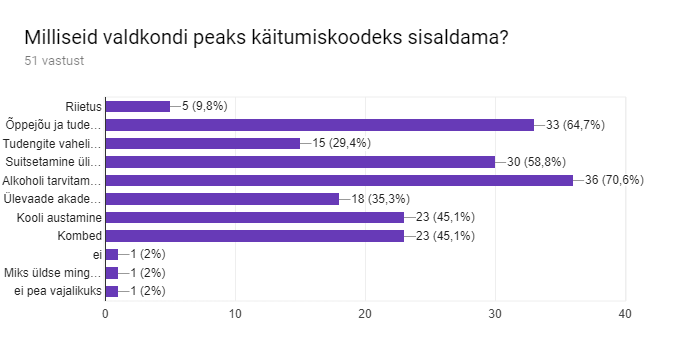 Milliseid valdkondi peaks käitumiskoodeks sisaldama?
51 vastust
Riietus 5 (9,8%)
Õppejõu ja tude… 33 (64,7%)
Tudengite vaheli… 15 (29,4%)
Suitsetamine üli… 30 (58,8%)
Alkoholi tarvitam… 36 (70,6%)
Ülevaade akade… 18 (35,3%)
Kooli austamine 23 (45,1%)
Kombed 23 (45,1%)
ei 1 (2%)
Miks üldse ming… 1 (2%)
ei pea vajalikuks 1 (2%)
0 10 20 30 40